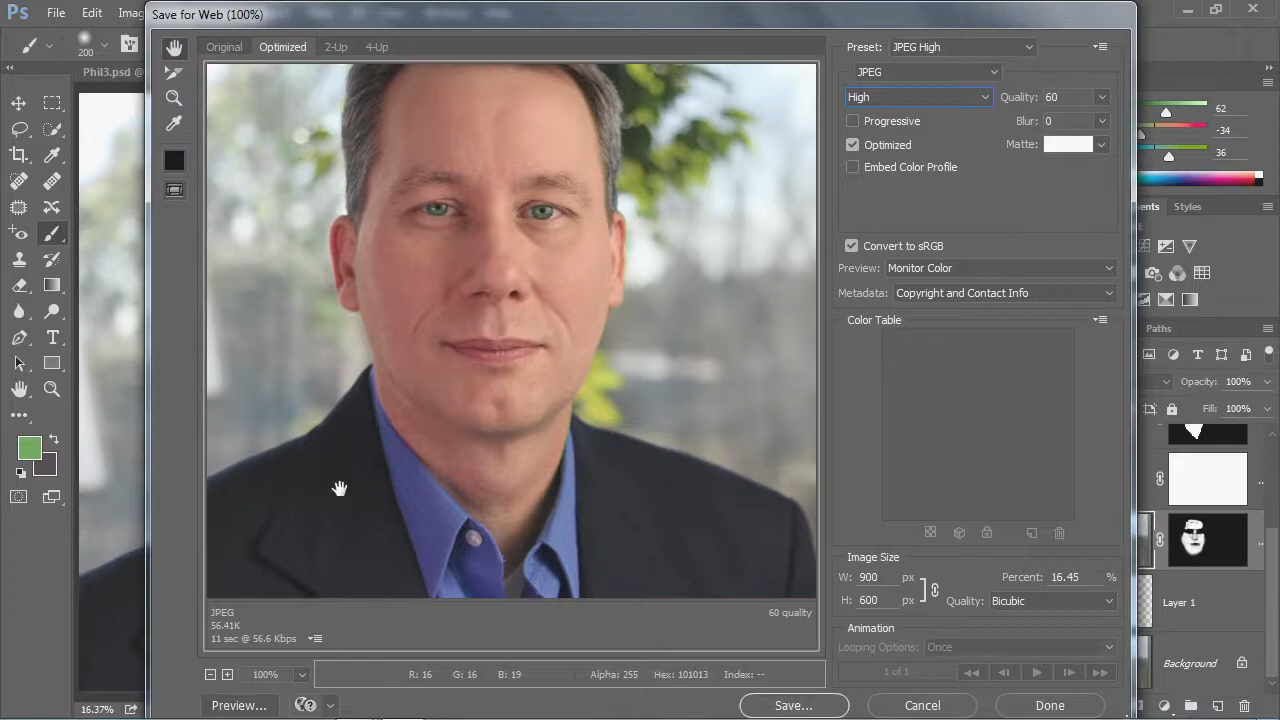 Ps File Edit Ima
Save for Web (100%)
200
Phil3.psd @
Original Optimized 2-Up 4-Up
Preset: JPEG High
JPEG
High Quality: 60
Progressive Blur: 0
Optimized Matte:
Embed Color Profile
Convert to sRGB
Preview: Monitor Color
Metadata: Copyright and Contact Info
Color Table
Image Size
W: 900 px Percent: 16.45 %
H: 600 px Quality: Bicubic
Animation
Looping Options: Once
1 of 1
JPEG 60 quality
56.41K
11 sec @ 56.6 Kbps
100% R: 16 G: 16 B: 19 Alpha: 255 Hex: 101013 Index: --
Preview... Save... Cancel Done
62
-34
36
ents Styles
Paths
Opacity: 100%
Fill: 100%
Layer 1
Background
16.37%